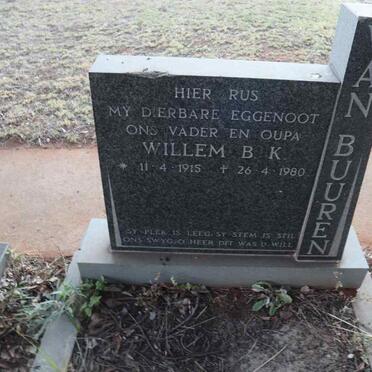 HIER RUS
MY DIERBARE EGGENOOT
ONS VADER EN OUPA
WILLEM B K
* 11·4·1915 + 26·4·1980
SY PLEK IS LEEG, SY STEM IS STIL
ONS SWYG, O HEER DIT WAS U WIL
VAN BUUREN